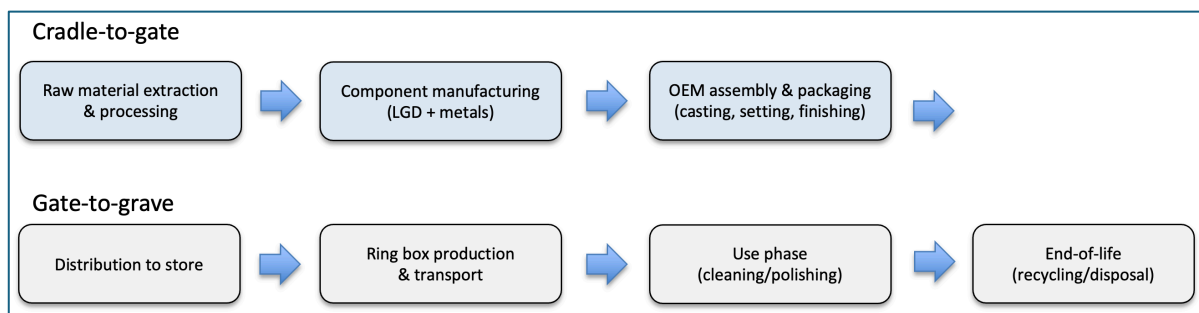 Cradle-to-gate
Raw material extraction
& processing
Component manufacturing
(LGD + metals)
OEM assembly & packaging
(casting, setting, finishing)
Gate-to-grave
Distribution to store
Ring box production
& transport
Use phase
(cleaning/polishing)
End-of-life
(recycling/disposal)